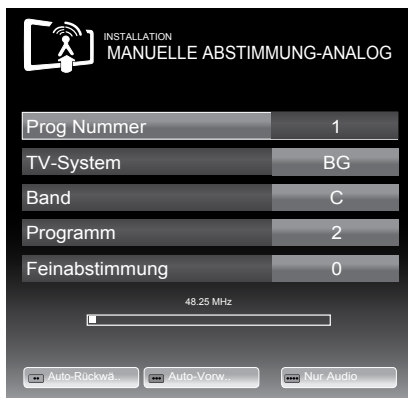 INSTALLATION
MANUELLE ABSTIMMUNG-ANALOG
Prog Nummer 1
TV-System BG
Band C
Programm 2
Feinabstimmung 0
48.25 MHz
Auto-Rückwä.. Auto-Vorw.. Nur Audio